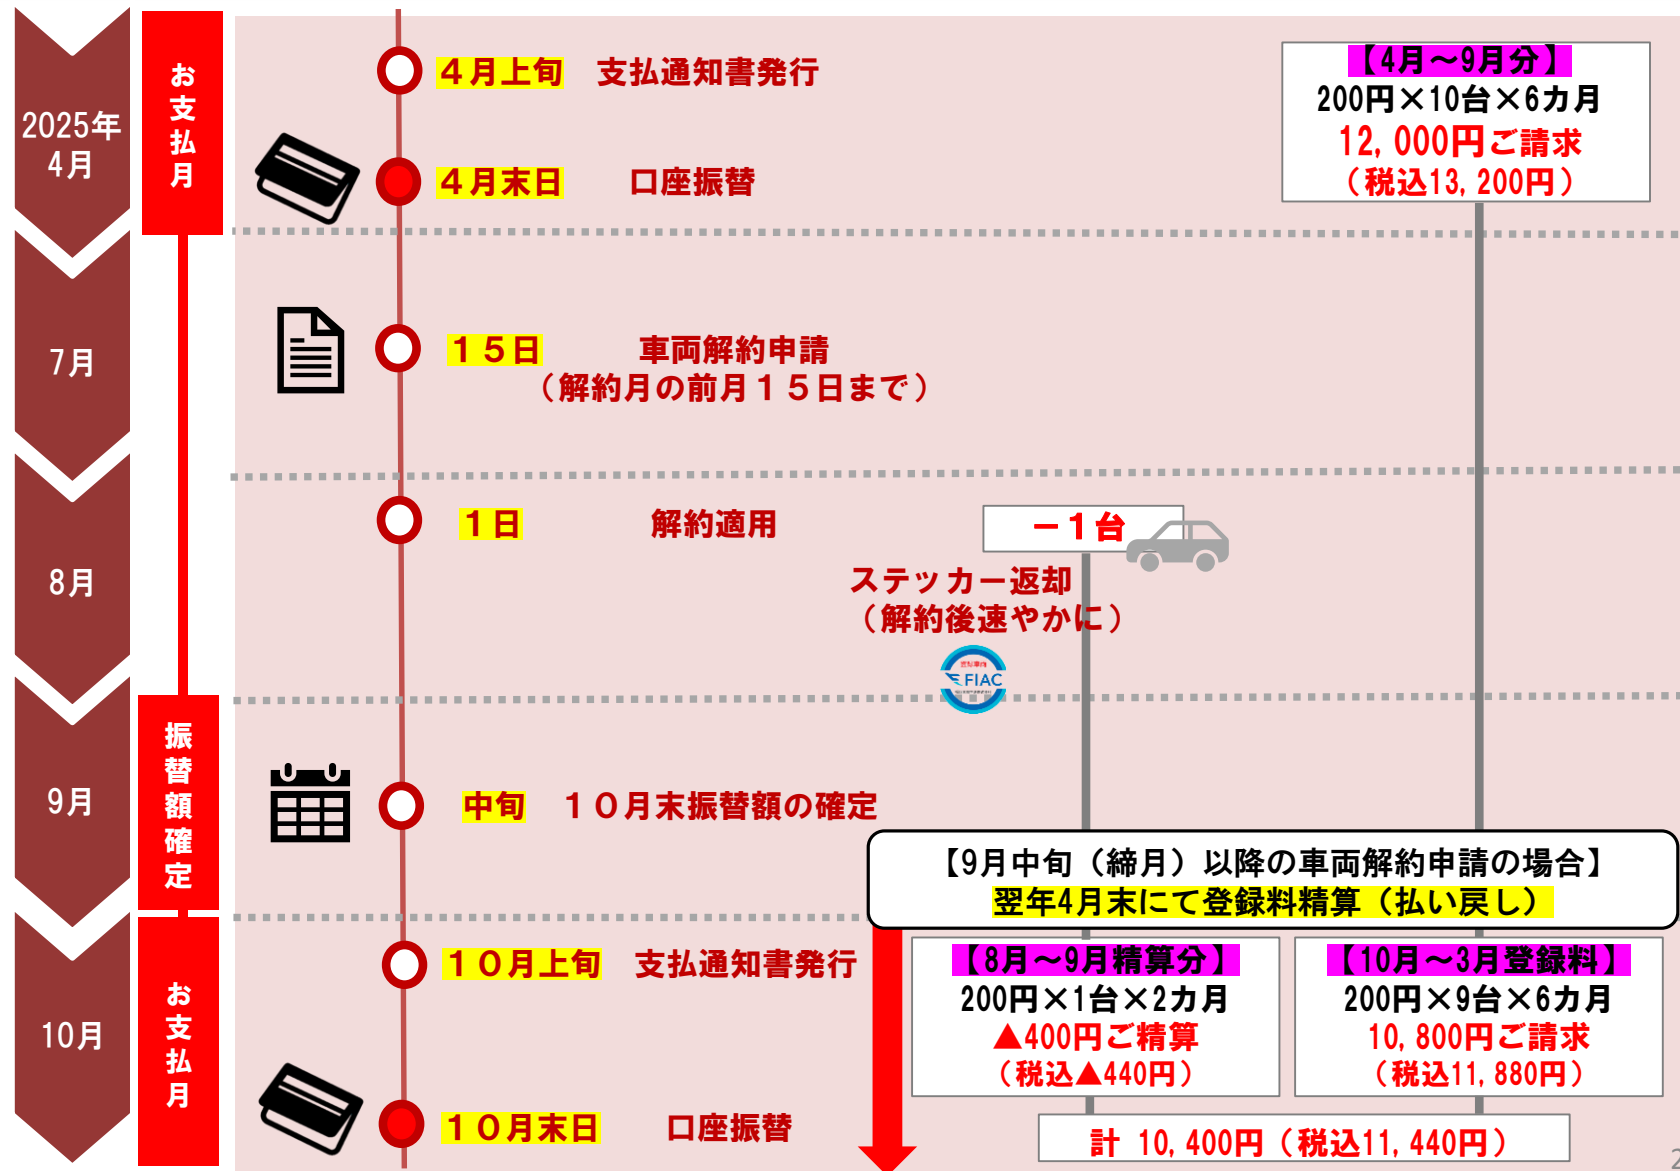 2025年
4月
お支払月
4月上旬 支払通知書発行
4月末日 口座振替
【4月～9月分】
200円×10台×6カ月
12,000円ご請求
（税込13,200円）
7月
15日 車両解約申請
（解約月の前月15日まで）
8月
1日 解約適用
－1台
ステッカー返却
（解約後速やかに）
FIAC
9月
振替額確定
中旬 10月末振替額の確定
【9月中旬（締月）以降の車両解約申請の場合】
翌年4月末にて登録料精算（払い戻し）
10月
お支払月
10月上旬 支払通知書発行
10月末日 口座振替
【8月～9月精算分】
200円×1台×2カ月
▲400円ご精算
（税込▲440円）
【10月～3月登録料】
200円×9台×6カ月
10,800円ご請求
（税込11,880円）
計 10,400円（税込11,440円）